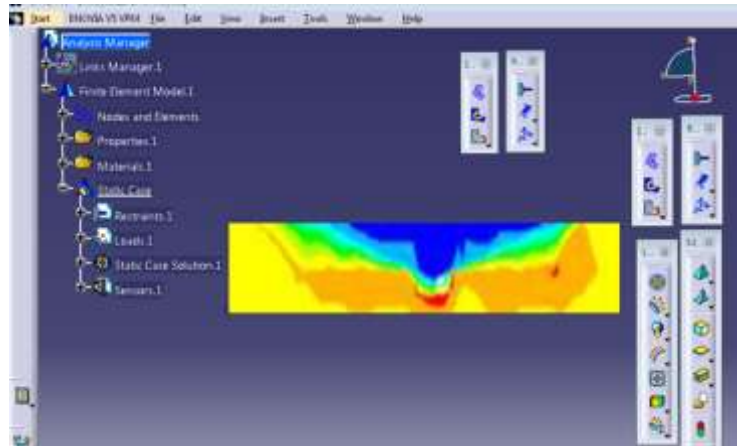 Start ENOVIA V5 VPM File Edit View Insert Tools Window Help
Analysis Manager
Links Manager.1
Finite Element Model.1
Nodes and Elements
Properties.1
Materials.1
Static Case
Restraints.1
Loads.1
Static Case Solution.1
Sensors.1